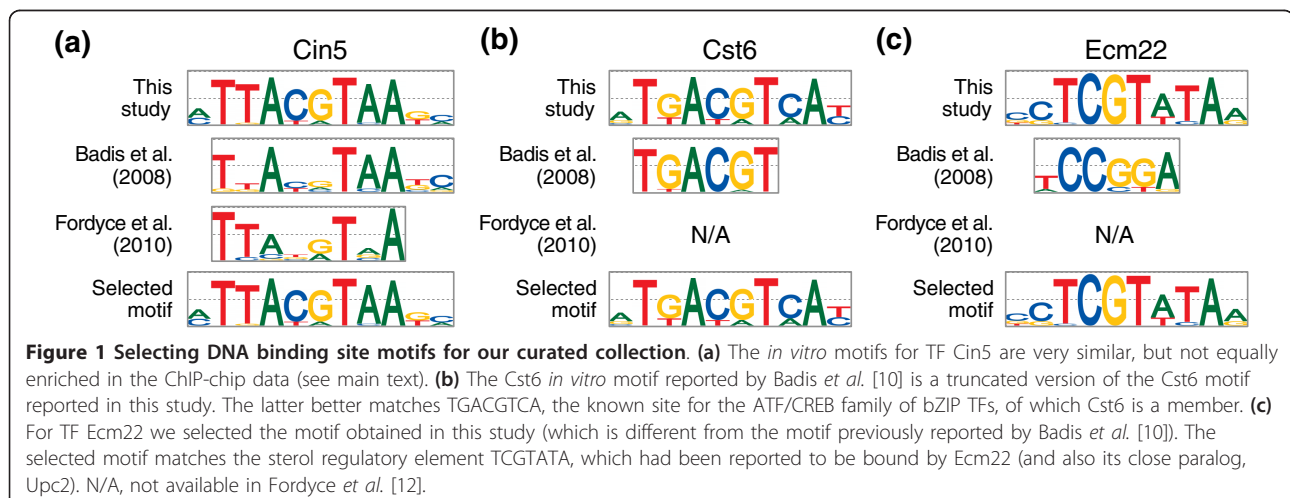 (a)
Cin5
(b)
Cst6
(c)
Ecm22
This study
Badis et al. (2008)
Fordyce et al. (2010)
N/A
N/A
Selected motif
This study
Badis et al. (2008)
Fordyce et al. (2010)
Selected motif
This study
Badis et al. (2008)
Fordyce et al. (2010)
Selected motif
TTACGTAA
TGACGTCA
TCGTATA
TGACGT
TCCGGA
Figure 1 Selecting DNA binding site motifs for our curated collection. (a) The in vitro motifs for TF Cin5 are very similar, but not equally
enriched in the ChIP-chip data (see main text). (b) The Cst6 in vitro motif reported by Badis et al. [10] is a truncated version of the Cst6 motif
reported in this study. The latter better matches TGACGTCA, the known site for the ATF/CREB family of bZIP TFs, of which Cst6 is a member. (c)
For TF Ecm22 we selected the motif obtained in this study (which is different from the motif previously reported by Badis et al. [10]). The
selected motif matches the sterol regulatory element TCGTATA, which had been reported to be bound by Ecm22 (and also its close paralog,
Upc2). N/A, not available in Fordyce et al. [12].